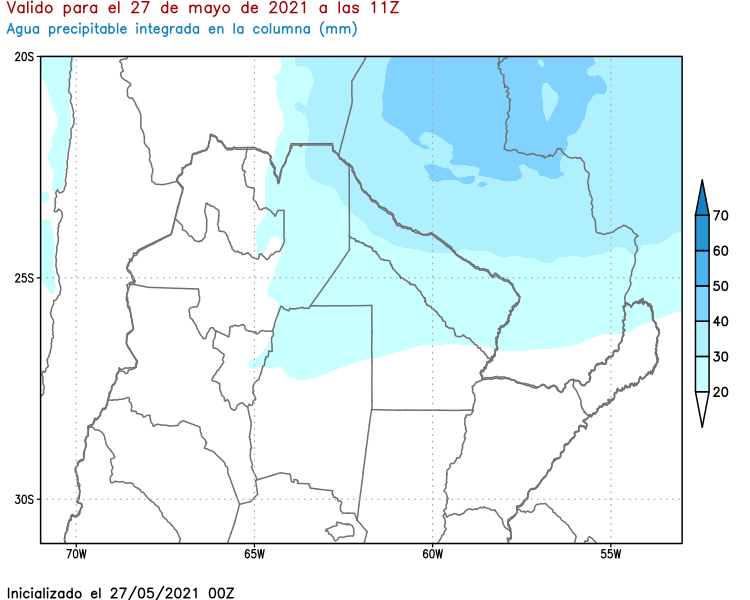 Valido para el 27 de mayo de 2021 a las 11Z
Agua precipitable integrada en la columna (mm)
20S
25S
30S
70W
65W
60W
55W
70
60
50
40
30
20
Inicializado el 27/05/2021 00Z